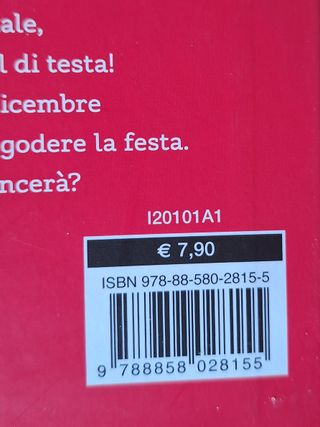 ale,
l di testa!
icembre
godere la festa.
ncerà?
I20101A1
€ 7,90
ISBN 978-88-580-2815-5
9 788858 028155